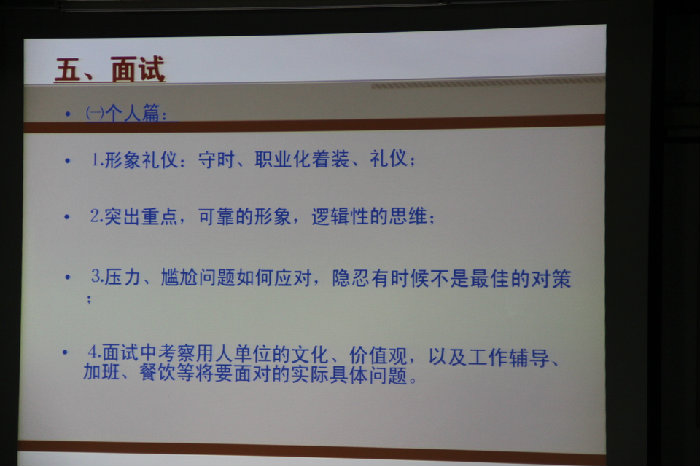 五、面试
• ㈠个人篇：
• 1.形象礼仪：守时、职业化着装、礼仪；
• 2.突出重点，可靠的形象，逻辑性的思维；
• 3.压力、尴尬问题如何应对，隐忍有时候不是最佳的对策
；
• 4.面试中考察用人单位的文化、价值观，以及工作辅导、
加班、餐饮等将要面对的实际具体问题。